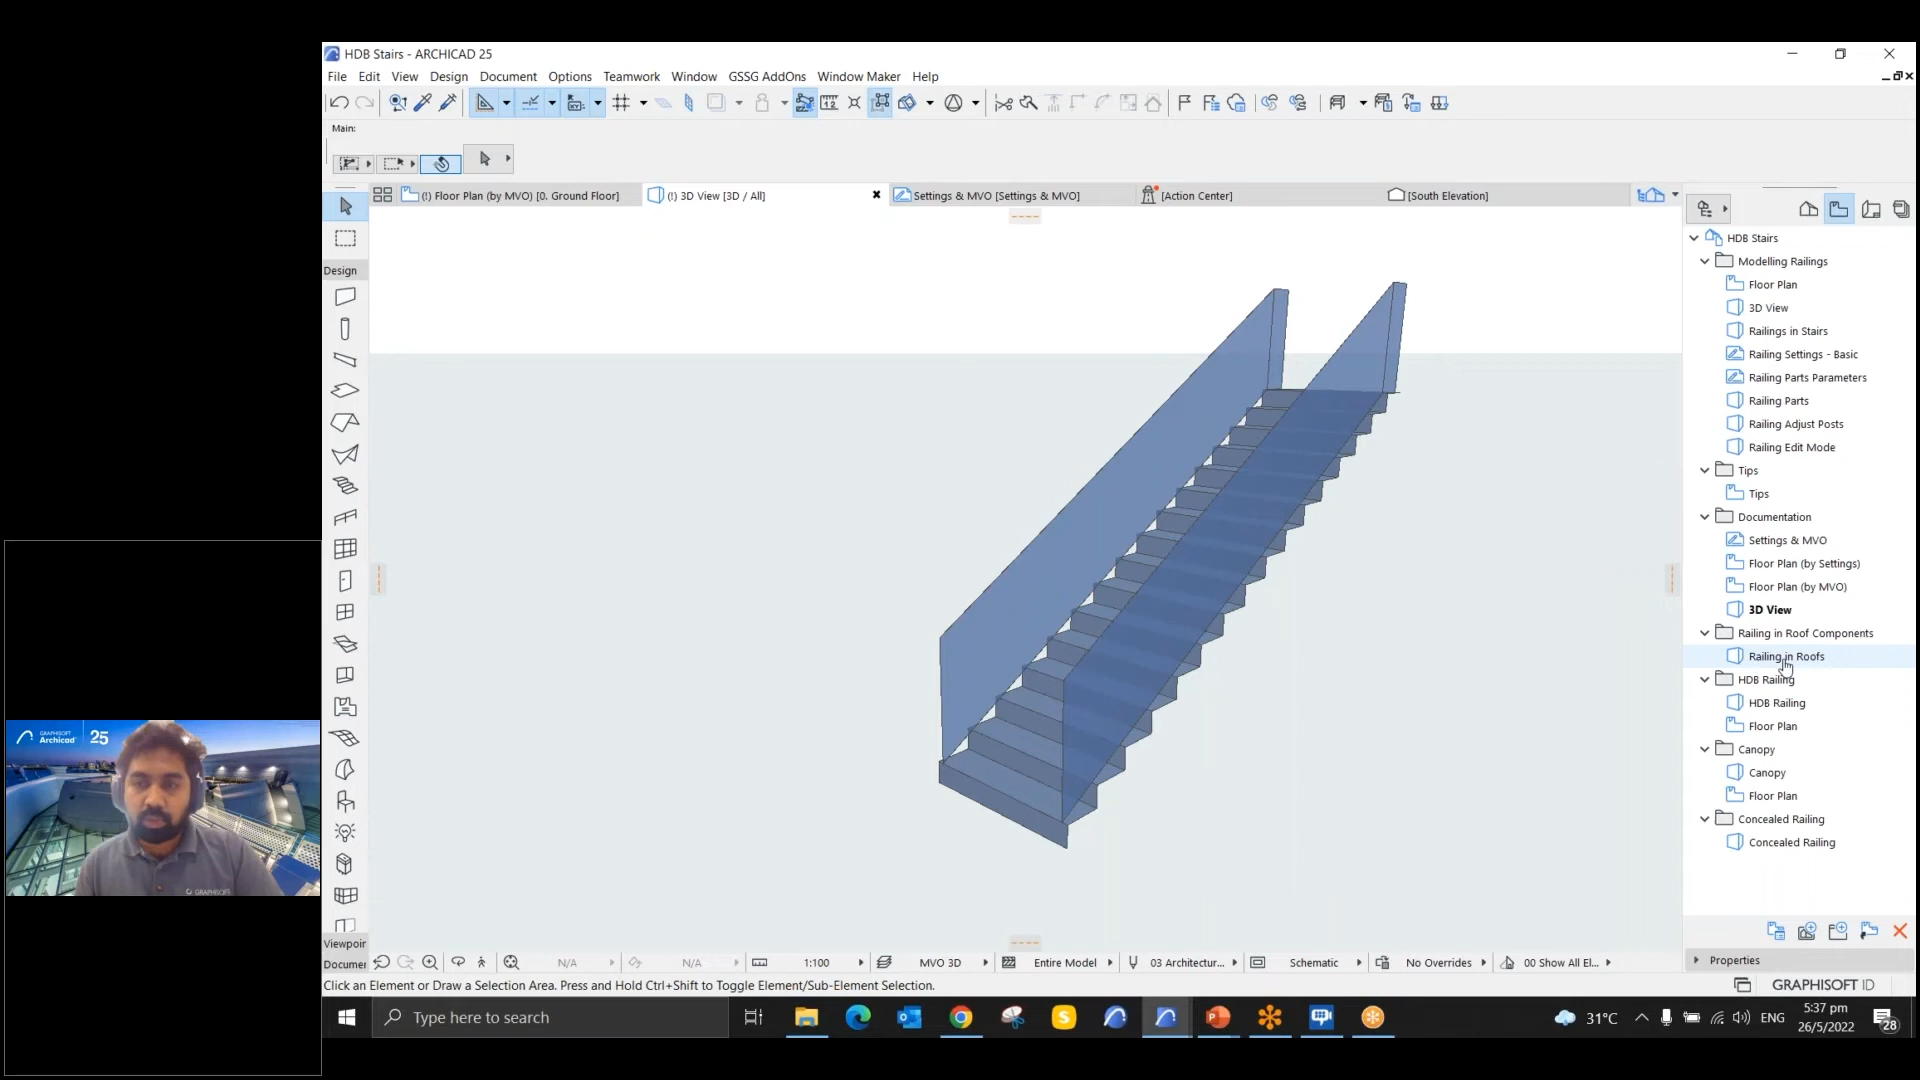 HDB Stairs - ARCHICAD 25
File Edit View Design Document Options Teamwork Window GSSG AddOns Window Maker Help
Main:
(!) Floor Plan (by MVO) [0. Ground Floor]
(!) 3D View [3D / All]
Settings & MVO [Settings & MVO]
[Action Center]
[South Elevation]
Design
HDB Stairs
Modelling Railings
Floor Plan
3D View
Railings in Stairs
Railing Settings - Basic
Railing Parts Parameters
Railing Parts
Railing Adjust Posts
Railing Edit Mode
Tips
Tips
Documentation
Settings & MVO
Floor Plan (by Settings)
Floor Plan (by MVO)
3D View
Railing in Roof Components
Railing in Roofs
HDB Railing
HDB Railing
Floor Plan
Canopy
Canopy
Floor Plan
Concealed Railing
Concealed Railing
GRAPHISOFT
Archicad
25
GRAPHISOFT
Viewpoir
Documer
N/A
N/A
1:100
MVO 3D
Entire Model
03 Architectur...
Schematic
No Overrides
00 Show All El...
Properties
Click an Element or Draw a Selection Area. Press and Hold Ctrl+Shift to Toggle Element/Sub-Element Selection.
GRAPHISOFT ID
Type here to search
31°C
ENG
5:37 pm
26/5/2022
28